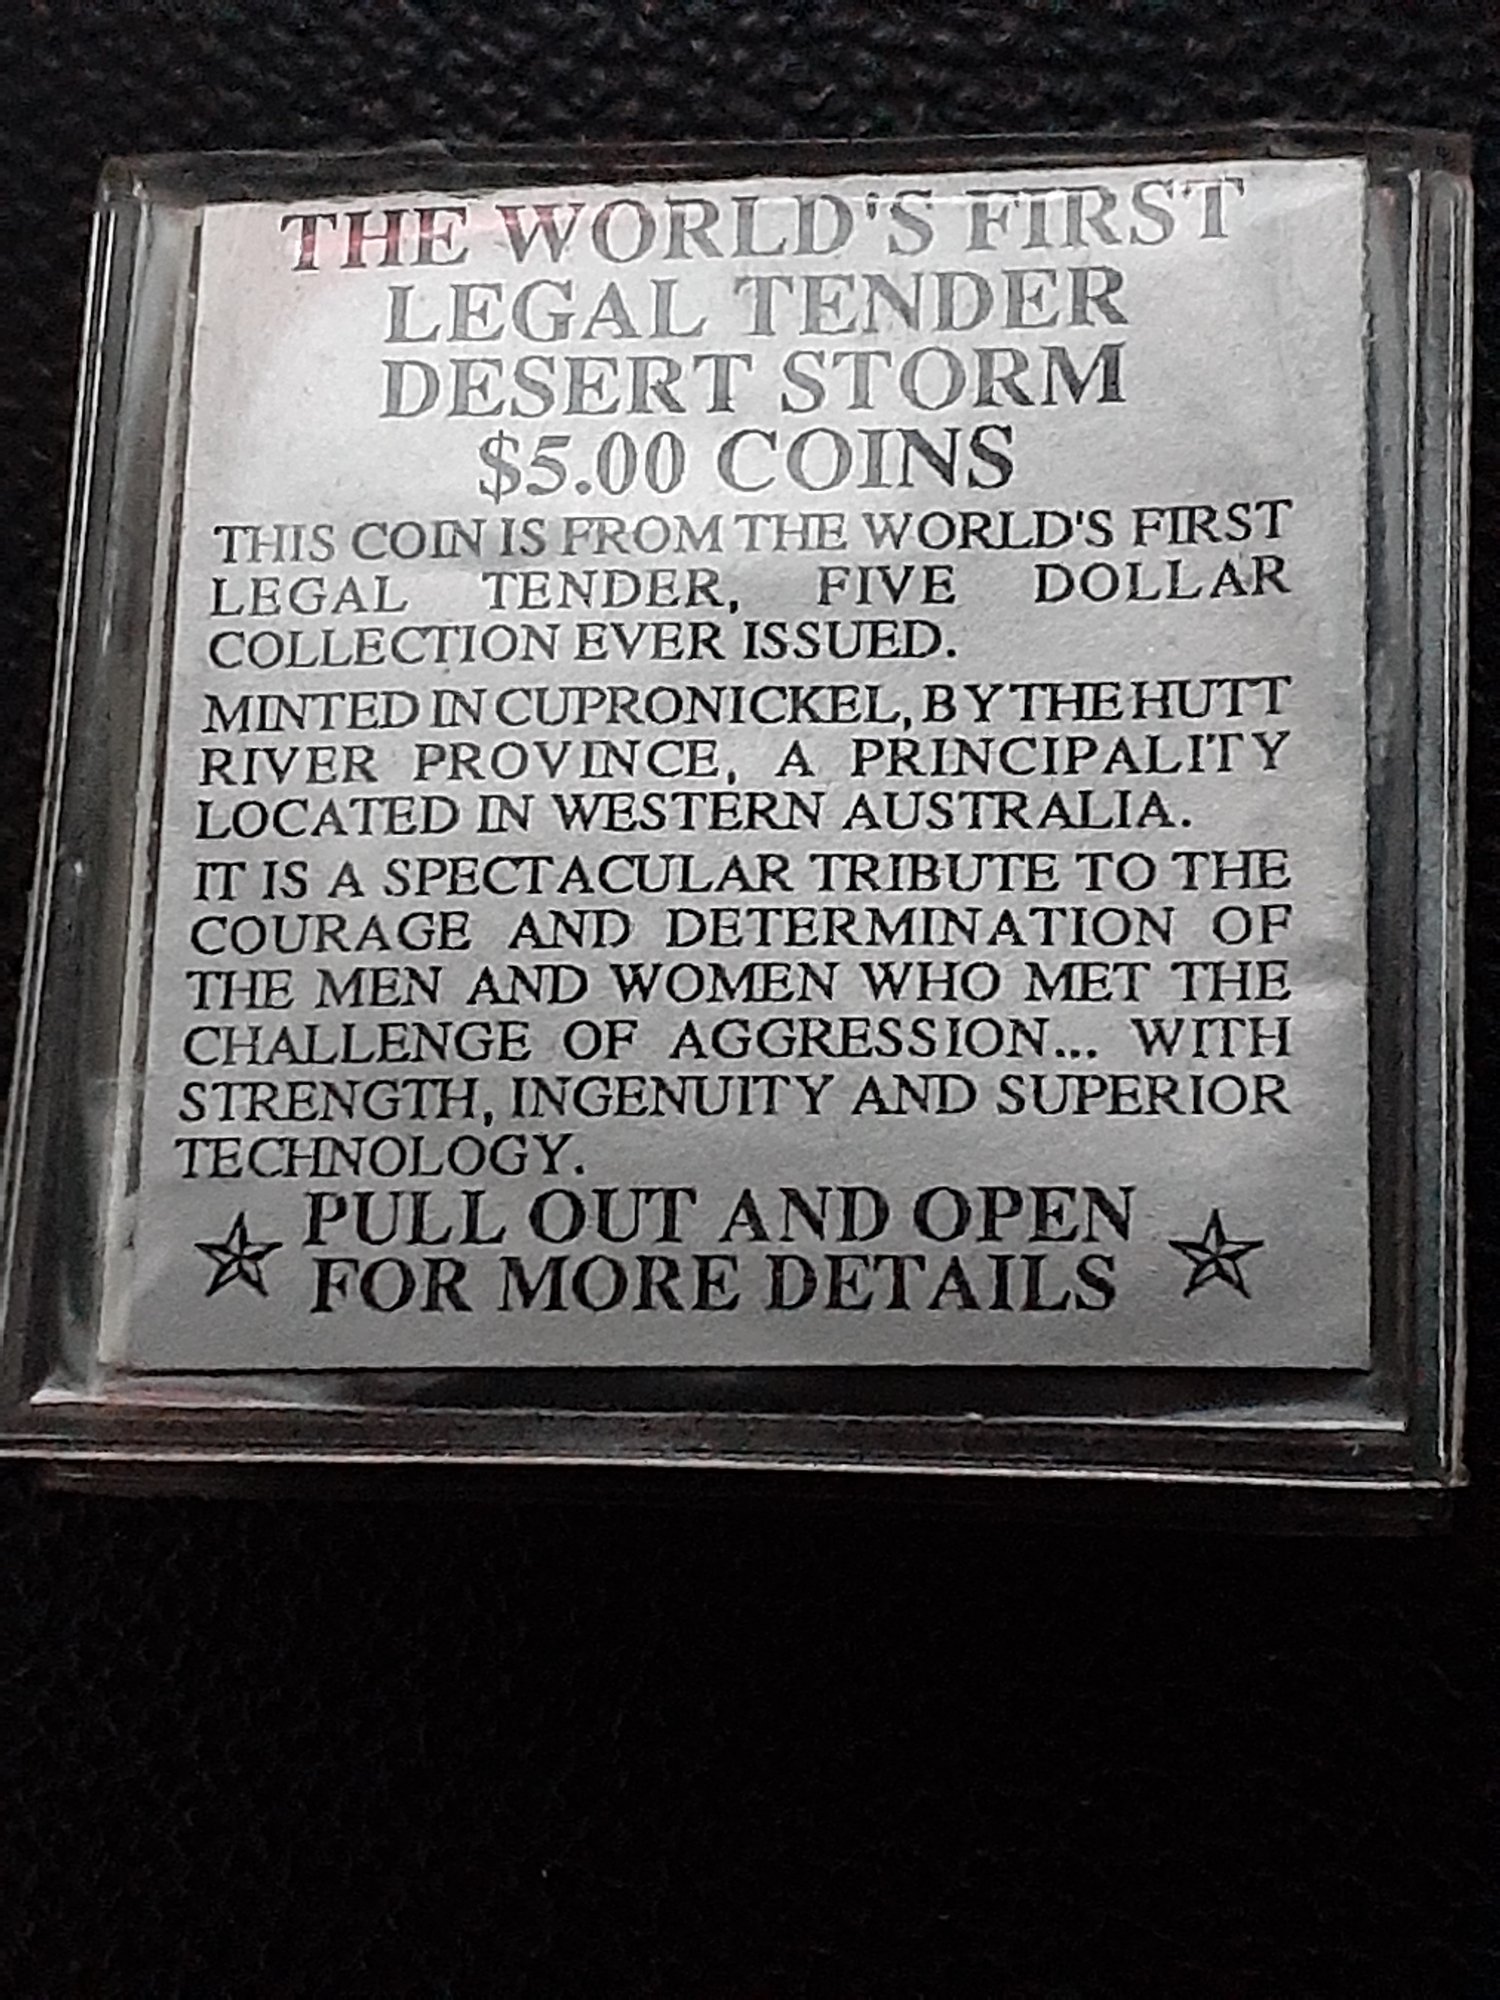 THE WORLD'S FIRST
LEGAL TENDER
DESERT STORM
$5.00 COINS
THIS COIN IS FROM THE WORLD'S FIRST
LEGAL TENDER, FIVE DOLLAR
COLLECTION EVER ISSUED.
MINTED IN CUPRONICKEL, BY THE HUTT
RIVER PROVINCE, A PRINCIPALITY
LOCATED IN WESTERN AUSTRALIA.
IT IS A SPECTACULAR TRIBUTE TO THE
COURAGE AND DETERMINATION OF
THE MEN AND WOMEN WHO MET THE
CHALLENGE OF AGGRESSION... WITH
STRENGTH, INGENUITY AND SUPERIOR
TECHNOLOGY.
PULL OUT AND OPEN
FOR MORE DETAILS